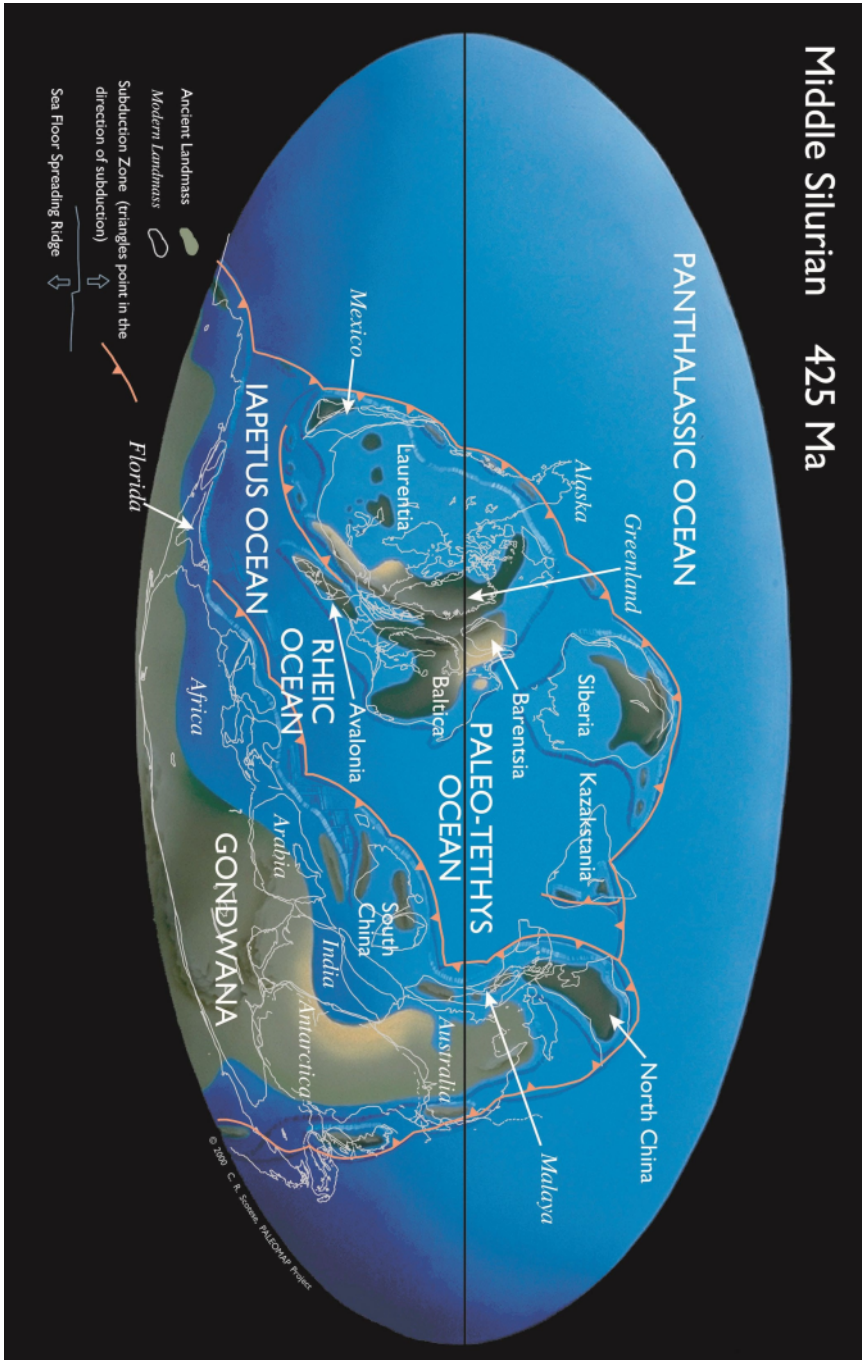 Middle Silurian 425 Ma
PANTHALASSIC OCEAN
Alaska
Greenland
Siberia
Kazakstania
North China
Barentsia
Mexico
Laurentia
Baltica
PALEO-TETHYS
OCEAN
Malaya
IAPETUS OCEAN
RHEIC
OCEAN
Avalonia
South
China
Australia
Florida
Africa
Arabia
India
Antarctica
GONDWANA
Ancient Landmass
Modern Landmass
Subduction Zone (triangles point in the
direction of subduction)
Sea Floor Spreading Ridge
© 2000 C. R. Scotese, PALEOMAP Project